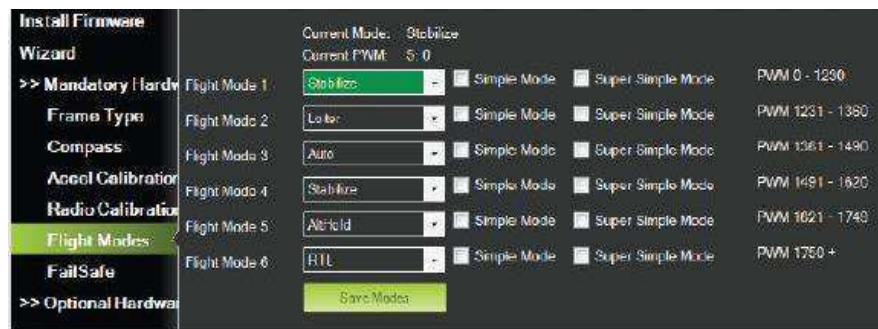 Install Firmware
Wizard
>> Mandatory Hardw
Frame Type
Compass
Accel Calibration
Radio Calibration
Flight Modes
FailSafe
>> Optional Hardwa
Current Mode: Stabilize
Current PWM: 5: 0
Flight Mode 1 Stabilize Simple Mode Super Simple Mode PWM 0 - 1230
Flight Mode 2 Loiter Simple Mode Super Simple Mode PWM 1231 - 1360
Flight Mode 3 Auto Simple Mode Super Simple Mode PWM 1361 - 1490
Flight Mode 4 Stabilize Simple Mode Super Simple Mode PWM 1491 - 1620
Flight Mode 5 AltHold Simple Mode Super Simple Mode PWM 1621 - 1749
Flight Mode 6 RTL Simple Mode Super Simple Mode PWM 1750 +
Save Modes